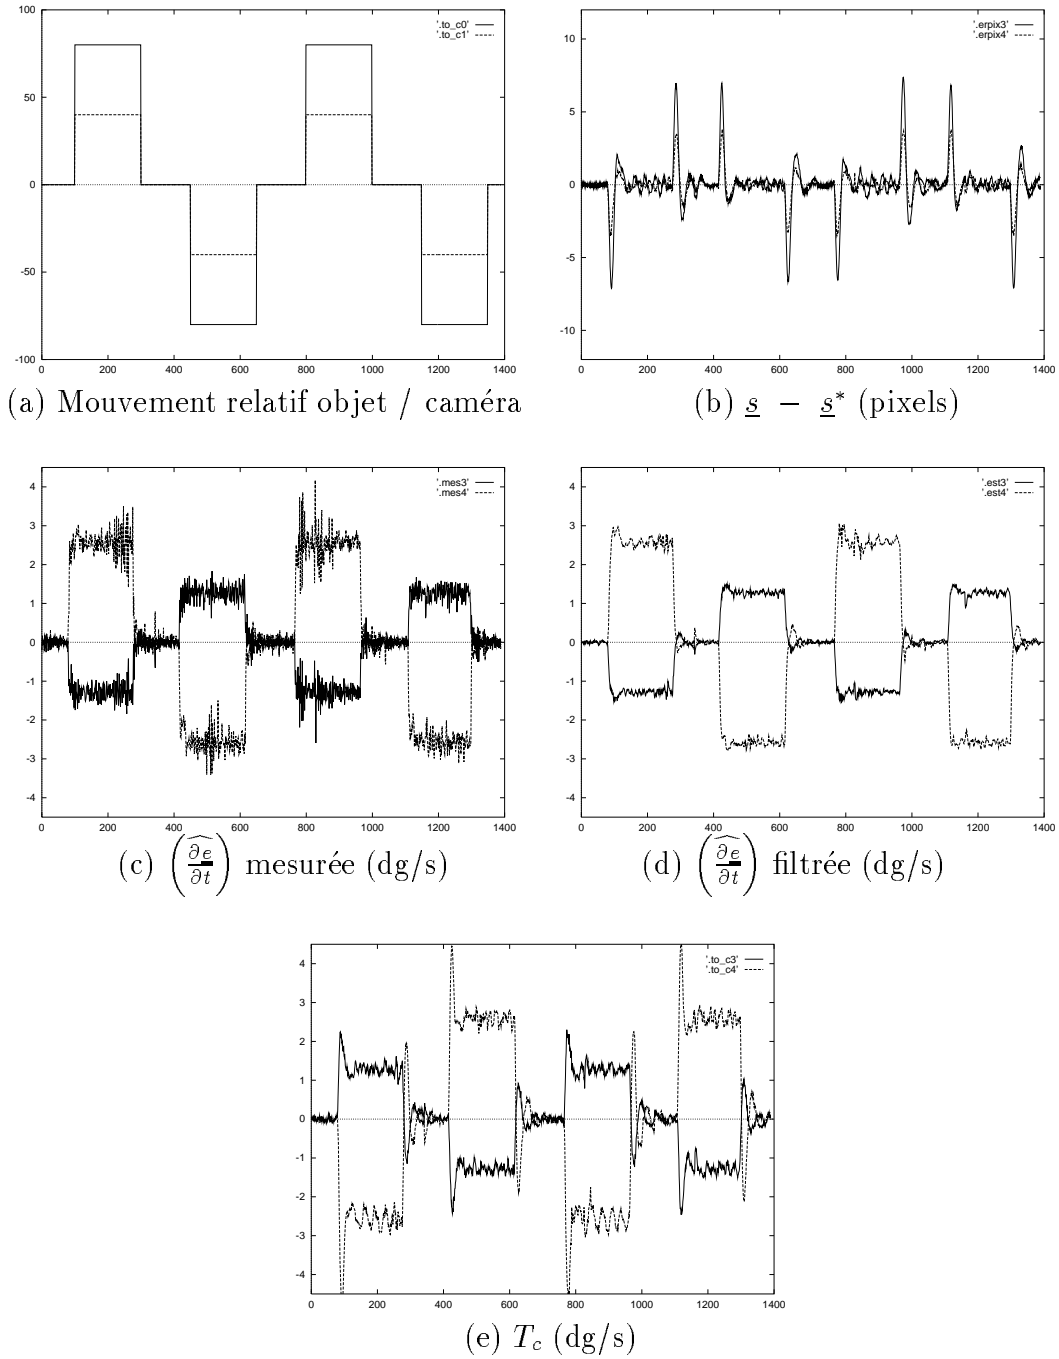 100
50
0
-50
-100
0 200 400 600 800 1000 1200 1400
'.to_c0'
'.to_c1'
(a) Mouvement relatif objet / caméra
10
5
0
-5
-10
0 200 400 600 800 1000 1200 1400
'.erpix3'
'.erpix4'
(b) s − s* (pixels)
4
3
2
1
0
-1
-2
-3
-4
0 200 400 600 800 1000 1200 1400
'.mes3'
'.mes4'
(c) (∂e/∂t) mesurée (dg/s)
4
3
2
1
0
-1
-2
-3
-4
0 200 400 600 800 1000 1200 1400
'.est3'
'.est4'
(d) (∂e/∂t) filtrée (dg/s)
4
3
2
1
0
-1
-2
-3
-4
0 200 400 600 800 1000 1200 1400
'.to_c3'
'.to_c4'
(e) Tc (dg/s)